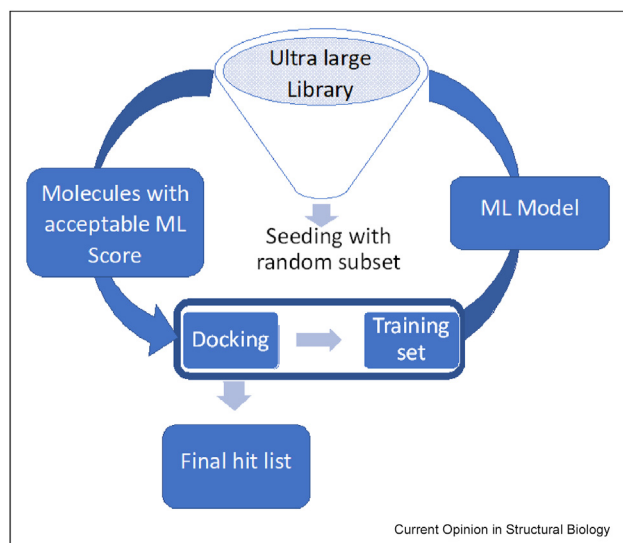 Ultra large
Library
Molecules with
acceptable ML
Score
ML Model
Seeding with
random subset
Docking
Training
set
Final hit list
Current Opinion in Structural Biology